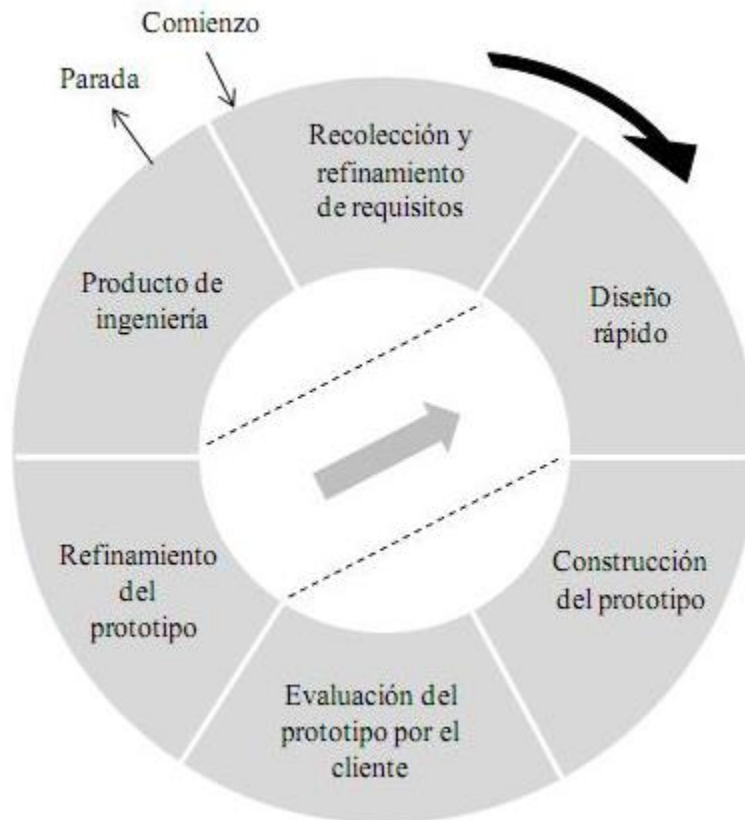 Comienzo
Parada
Recolección y
refinamiento
de requisitos
Diseño
rápido
Construcción
del prototipo
Evaluación del
prototipo por el
cliente
Refinamiento
del
prototipo
Producto de
ingeniería